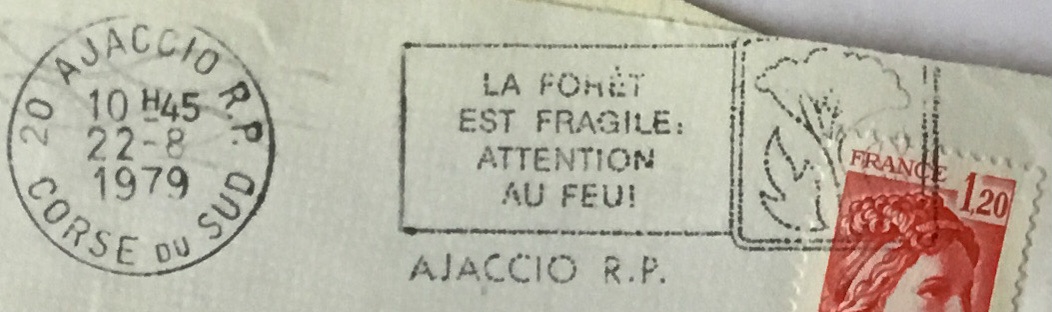 20 AJACCIO R.P.
10 H45
22-8
1979
CORSE DU SUD
LA FORÊT
EST FRAGILE:
ATTENTION
AU FEU!
AJACCIO R.P.
FRANCE 1,20